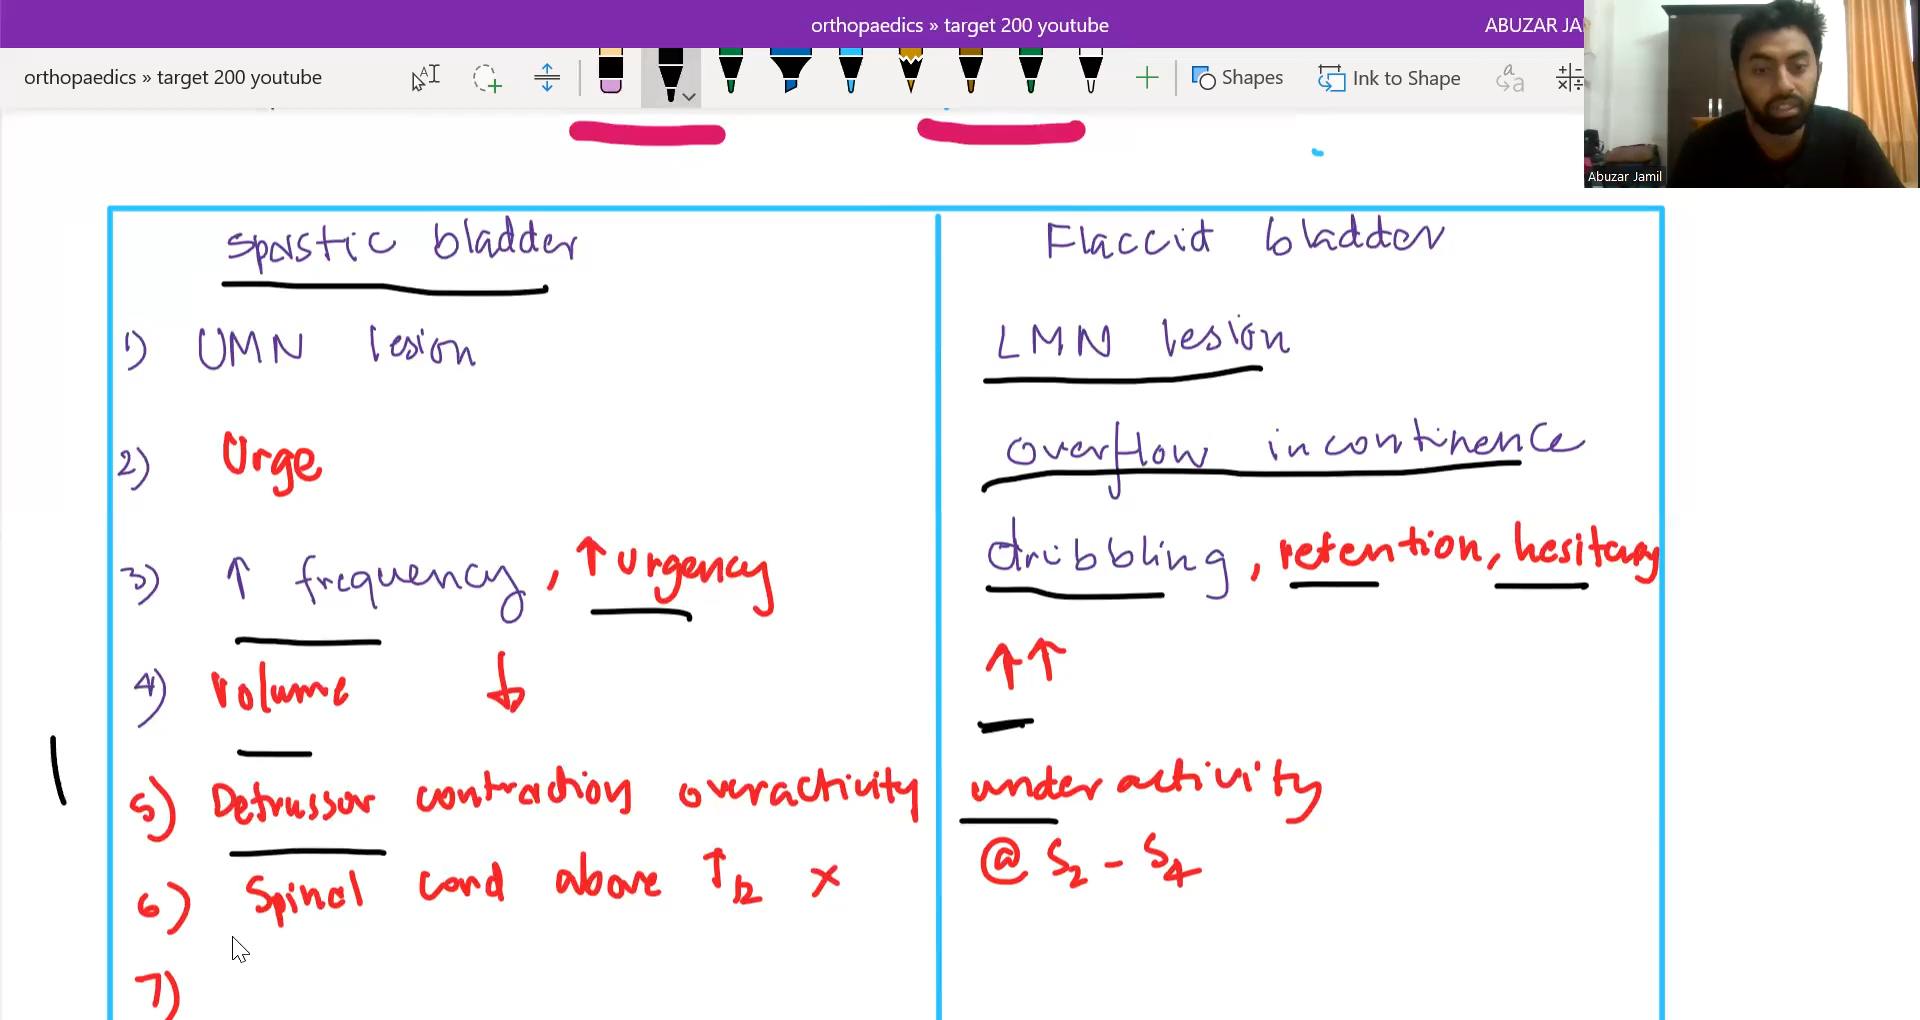 orthopaedics » target 200 youtube
ABUZAR JA
orthopaedics » target 200 youtube
Shapes
Ink to Shape
Abuzar Jamil
Spastic bladder
Flaccid bladder
1) UMN lesion
LMN lesion
2) Urge
overflow incontinence
3) ↑ frequency, ↑ urgency
dribbling, retention, hesitancy
4) volume ↓
↑↑
5) Detrussor contraction overactivity
under activity
6) Spinal cord above T12 x
@ S2 - S4
7)